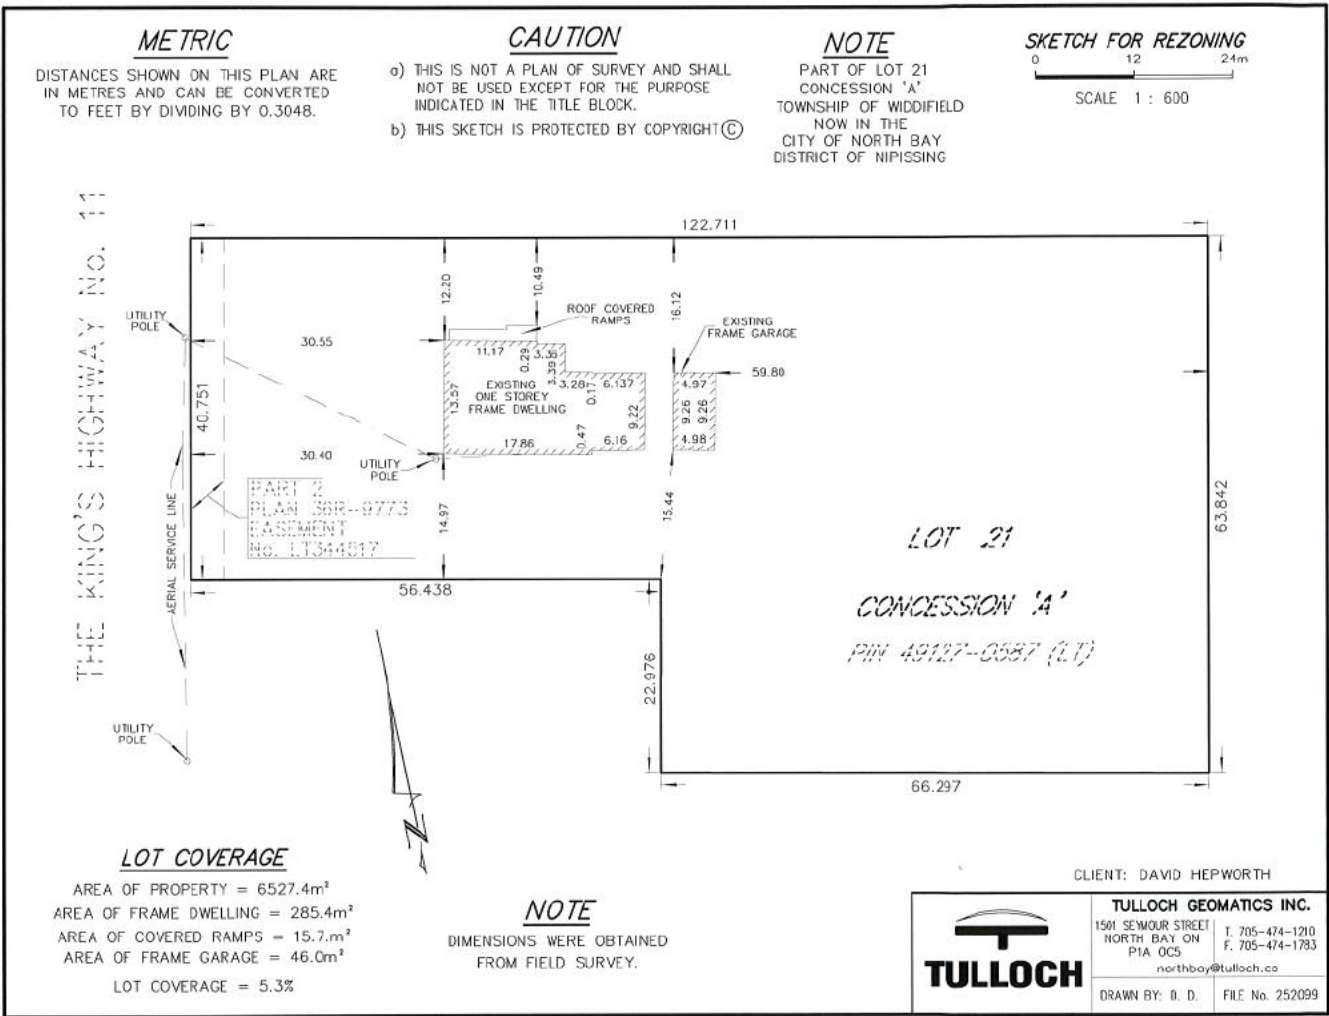 METRIC
DISTANCES SHOWN ON THIS PLAN ARE
IN METRES AND CAN BE CONVERTED
TO FEET BY DIVIDING BY 0.3048.
CAUTION
a) THIS IS NOT A PLAN OF SURVEY AND SHALL
NOT BE USED EXCEPT FOR THE PURPOSE
INDICATED IN THE TITLE BLOCK.
b) THIS SKETCH IS PROTECTED BY COPYRIGHT ©
NOTE
PART OF LOT 21
CONCESSION 'A'
TOWNSHIP OF WIDDIFIELD
NOW IN THE
CITY OF NORTH BAY
DISTRICT OF NIPISSING
SKETCH FOR REZONING
0 12 24m
SCALE 1 : 600
THE KING'S HIGHWAY NO. 11
122.711
12.20
10.49
16.12
ROOF COVERED
RAMPS
EXISTING
FRAME GARAGE
UTILITY
POLE
30.55
11.17
0.29
3.36
3.39
3.28
0.17
6.137
4.97
59.80
40.751
13.57
EXISTING
ONE STOREY
FRAME DWELLING
9.22
9.26
9.26
17.86
0.47
6.16
4.98
30.40
UTILITY
POLE
PART 2
PLAN 36R-9773
EASEMENT
No. LT344617
14.97
15.44
AERIAL SERVICE LINE
56.438
LOT 21
CONCESSION 'A'
PIN 49127-0587 (LT)
63.842
22.976
UTILITY
POLE
66.297
N
LOT COVERAGE
AREA OF PROPERTY = 6527.4m²
AREA OF FRAME DWELLING = 285.4m²
AREA OF COVERED RAMPS = 15.7.m²
AREA OF FRAME GARAGE = 46.0m²
LOT COVERAGE = 5.3%
NOTE
DIMENSIONS WERE OBTAINED
FROM FIELD SURVEY.
CLIENT: DAVID HEPWORTH
TULLOCH
TULLOCH GEOMATICS INC.
1501 SEYMOUR STREET
NORTH BAY ON
P1A 0C5
T. 705-474-1210
F. 705-474-1783
northbay@tulloch.ca
DRAWN BY: D. D.
FILE No. 252099